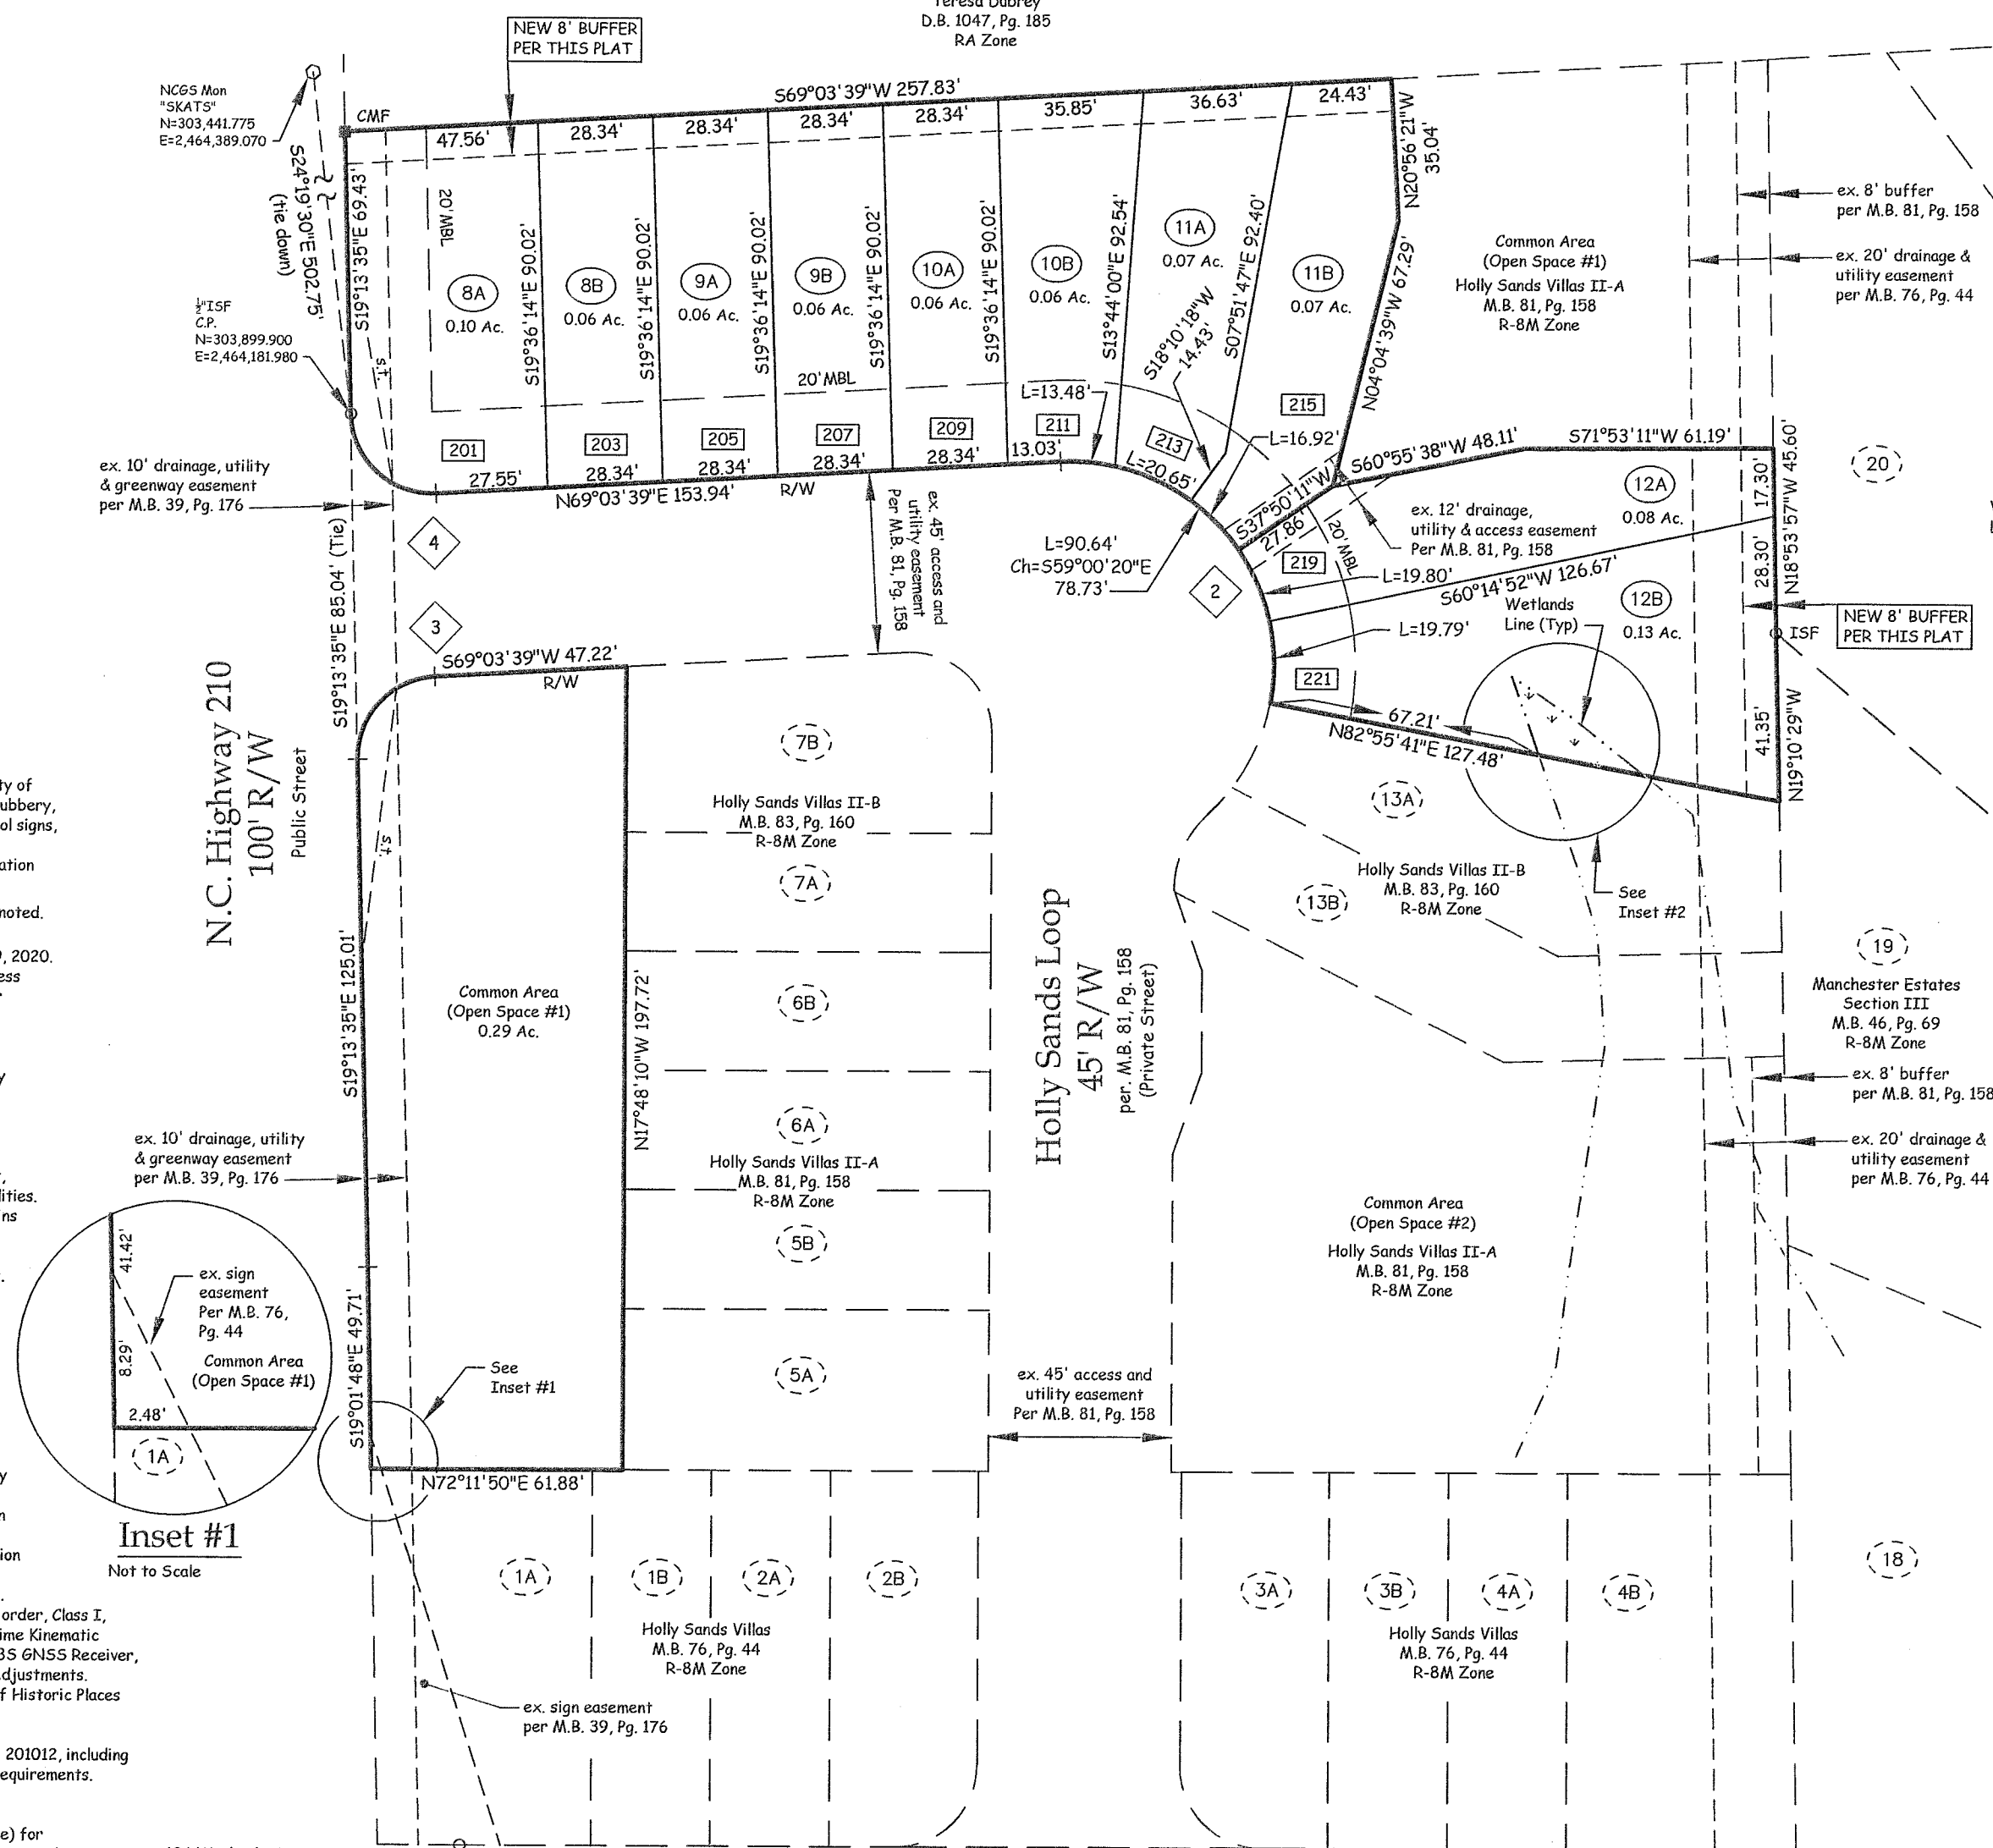 Teresa Dubrey
D.B. 1047, Pg. 185
RA Zone
NEW 8' BUFFER
PER THIS PLAT
NCGS Mon
"SKATS"
N=303,441.775
E=2,464,389.070
CMF
S69°03'39"W 257.83'
47.56'
28.34'
28.34'
28.34'
28.34'
35.85'
36.63'
24.43'
N20°56'21"W
35.04'
S24°19'30"E 502.75'
(tie down)
S19°13'35"E 69.43'
20' MBL
½"ISF
C.P.
N=303,899.900
E=2,464,181.980
s.t.
8A
0.10 Ac.
S19°36'14"E 90.02'
8B
0.06 Ac.
S19°36'14"E 90.02'
9A
0.06 Ac.
S19°36'14"E 90.02'
9B
0.06 Ac.
S19°36'14"E 90.02'
10A
0.06 Ac.
S19°36'14"E 90.02'
10B
0.06 Ac.
S13°44'00"E 92.54'
11A
0.07 Ac.
S18°10'18"W
14.43'
S07°51'47"E 92.40'
11B
0.07 Ac.
N04°04'39"W 67.29'
Common Area
(Open Space #1)
Holly Sands Villas II-A
M.B. 81, Pg. 158
R-8M Zone
ex. 8' buffer
per M.B. 81, Pg. 158
ex. 20' drainage &
utility easement
per M.B. 76, Pg. 44
20' MBL
L=13.48'
201
203
205
207
209
211
213
215
27.55'
28.34'
28.34'
28.34'
28.34'
13.03'
L=20.65'
L=16.92'
N69°03'39"E 153.94'
R/W
ex. 10' drainage, utility
& greenway easement
per M.B. 39, Pg. 176
S60°55'38"W 48.11'
S71°53'11"W 61.19'
S37°50'11"W
27.86'
12A
0.08 Ac.
17.30'
N18°53'57"W 45.60'
20
ex. 12' drainage,
utility & access easement
Per M.B. 81, Pg. 158
20' MBL
219
L=90.64'
Ch=S59°00'20"E
78.73'
2
4
3
S19°13'35"E 85.04' (Tie)
ex. 45' access and
utility easement
Per M.B. 81, Pg. 158
L=19.80'
S60°14'52"W 126.67'
28.30'
Wetlands
Line (Typ)
12B
0.13 Ac.
NEW 8' BUFFER
PER THIS PLAT
ISF
L=19.79'
221
67.21'
N82°55'41"E 127.48'
41.35'
N19°10'29"W
S69°03'39"W 47.22'
R/W
N.C. Highway 210
100' R/W
Public Street
s.t.
7B
Holly Sands Villas II-B
M.B. 83, Pg. 160
R-8M Zone
7A
13A
Holly Sands Villas II-B
M.B. 83, Pg. 160
R-8M Zone
13B
See
Inset #2
19
Manchester Estates
Section III
M.B. 46, Pg. 69
R-8M Zone
ex. 8' buffer
per M.B. 81, Pg. 158
ex. 20' drainage &
utility easement
per M.B. 76, Pg. 44
S19°13'35"E 125.01'
Common Area
(Open Space #1)
0.29 Ac.
N17°48'10"W 197.72'
6B
6A
Holly Sands Villas II-A
M.B. 81, Pg. 158
R-8M Zone
5B
5A
Holly Sands Loop
45' R/W
per. M.B. 81, Pg. 158
(Private Street)
Common Area
(Open Space #2)
Holly Sands Villas II-A
M.B. 81, Pg. 158
R-8M Zone
ex. 10' drainage, utility
& greenway easement
per M.B. 39, Pg. 176
41.42'
8.29'
2.48'
ex. sign
easement
Per M.B. 76,
Pg. 44
Common Area
(Open Space #1)
1A
Inset #1
Not to Scale
S19°01'48"E 49.71'
See
Inset #1
N72°11'50"E 61.88'
ex. 45' access and
utility easement
Per M.B. 81, Pg. 158
1A
1B
2A
2B
Holly Sands Villas
M.B. 76, Pg. 44
R-8M Zone
3A
3B
4A
4B
Holly Sands Villas
M.B. 76, Pg. 44
R-8M Zone
18
ex. sign easement
per M.B. 39, Pg. 176
ty of
ubbery,
ol signs,
ation
noted.
, 2020.
ess
y
lities.
ns
y
n
ion
order, Class I,
ime Kinematic
3S GNSS Receiver,
djustments.
f Historic Places
201012, including
equirements.
e) for